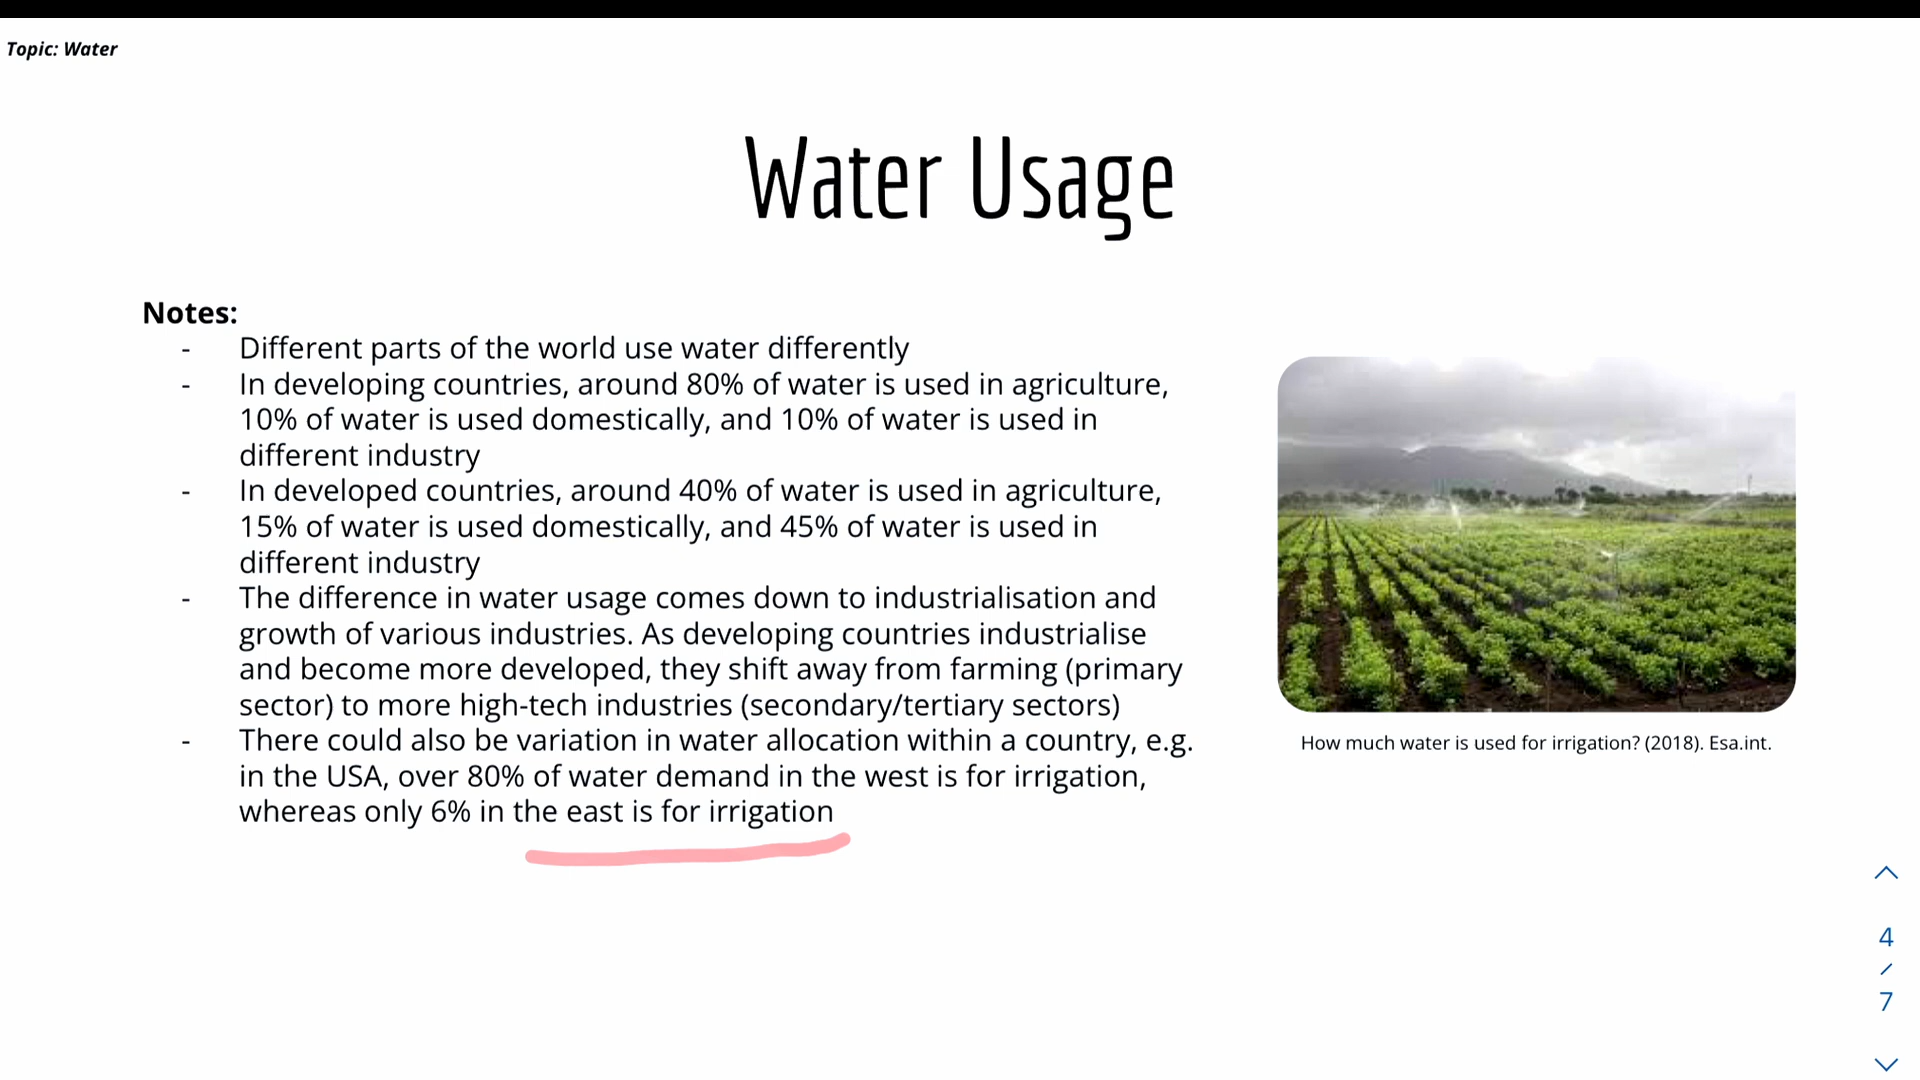 Topic: Water
Water Usage
Notes:
- Different parts of the world use water differently
- In developing countries, around 80% of water is used in agriculture,
10% of water is used domestically, and 10% of water is used in
different industry
- In developed countries, around 40% of water is used in agriculture,
15% of water is used domestically, and 45% of water is used in
different industry
- The difference in water usage comes down to industrialisation and
growth of various industries. As developing countries industrialise
and become more developed, they shift away from farming (primary
sector) to more high-tech industries (secondary/tertiary sectors)
- There could also be variation in water allocation within a country, e.g.
in the USA, over 80% of water demand in the west is for irrigation,
whereas only 6% in the east is for irrigation
How much water is used for irrigation? (2018). Esa.int.
4
/
7